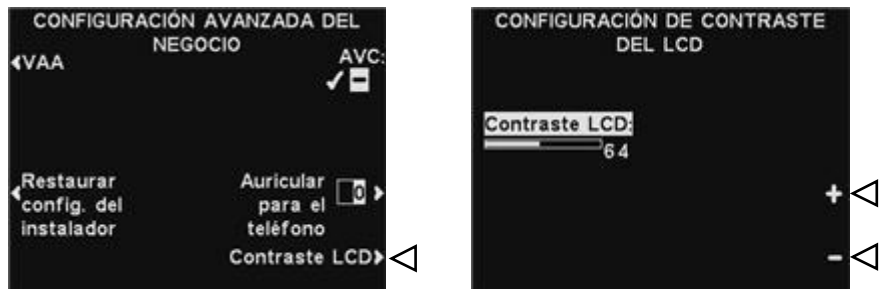 CONFIGURACIÓN AVANZADA DEL
NEGOCIO
VAA
AVC:
Restaurar
config. del
instalador
Auricular
para el
teléfono
0
Contraste LCD
CONFIGURACIÓN DE CONTRASTE
DEL LCD
Contraste LCD:
64
+
-